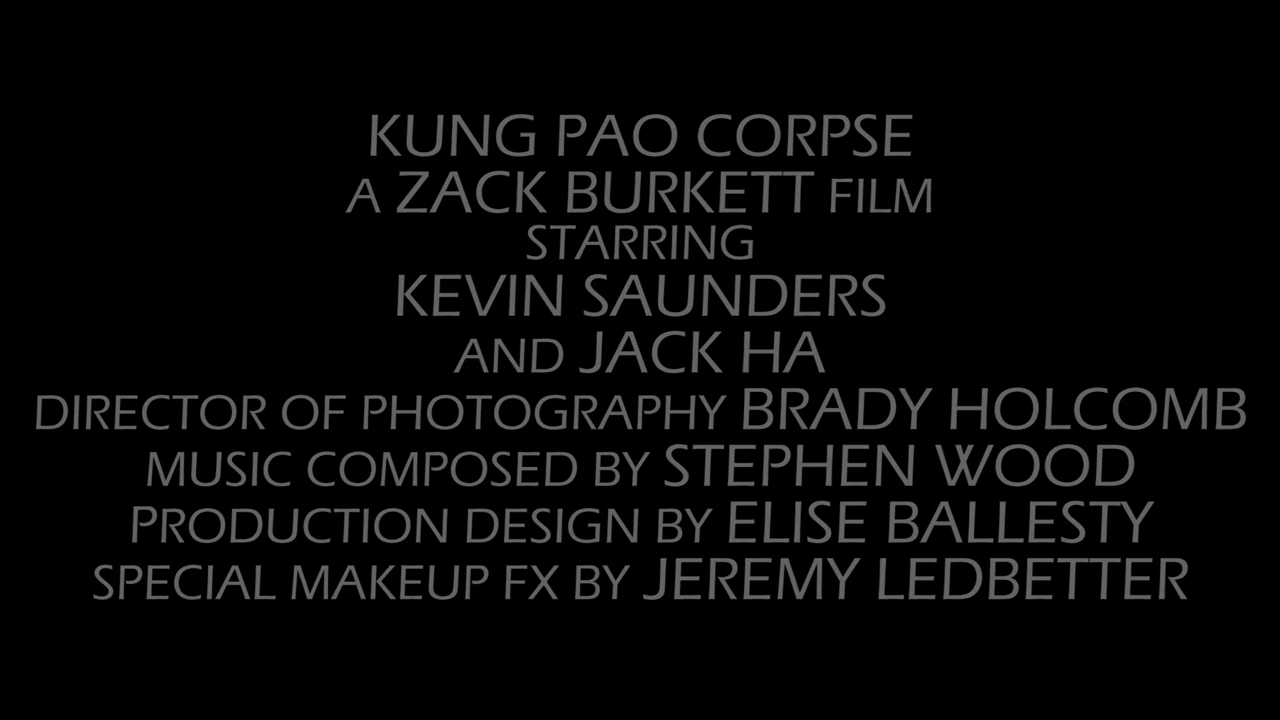 KUNG PAO CORPSE
A ZACK BURKETT FILM
STARRING
KEVIN SAUNDERS
AND JACK HA
DIRECTOR OF PHOTOGRAPHY BRADY HOLCOMB
MUSIC COMPOSED BY STEPHEN WOOD
PRODUCTION DESIGN BY ELISE BALLESTY
SPECIAL MAKEUP FX BY JEREMY LEDBETTER